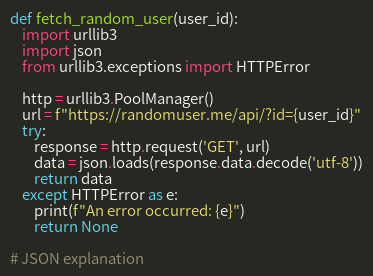 def fetch_random_user(user_id):
    import urllib3
    import json
    from urllib3.exceptions import HTTPError

    http = urllib3.PoolManager()
    url = f"https://randomuser.me/api/?id={user_id}"
    try:
        response = http.request('GET', url)
        data = json.loads(response.data.decode('utf-8'))
        return data
    except HTTPError as e:
        print(f"An error occurred: {e}")
        return None

# JSON explanation